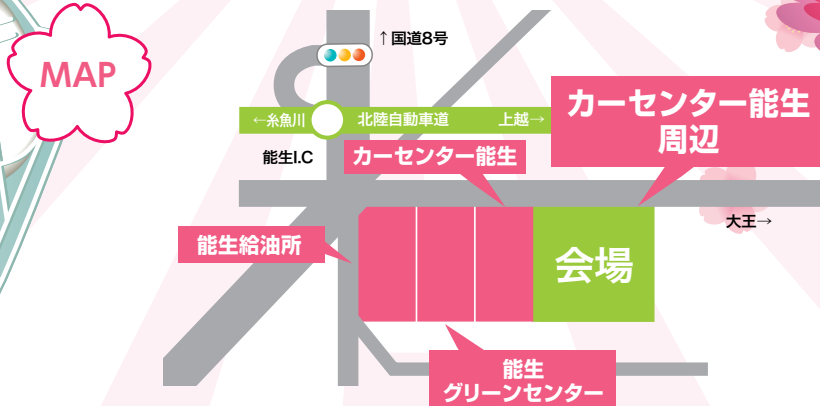 MAP
↑国道8号
←糸魚川
北陸自動車道
上越→
カーセンター能生
周辺
能生I.C
カーセンター能生
大王→
能生給油所
会場
能生
グリーンセンター